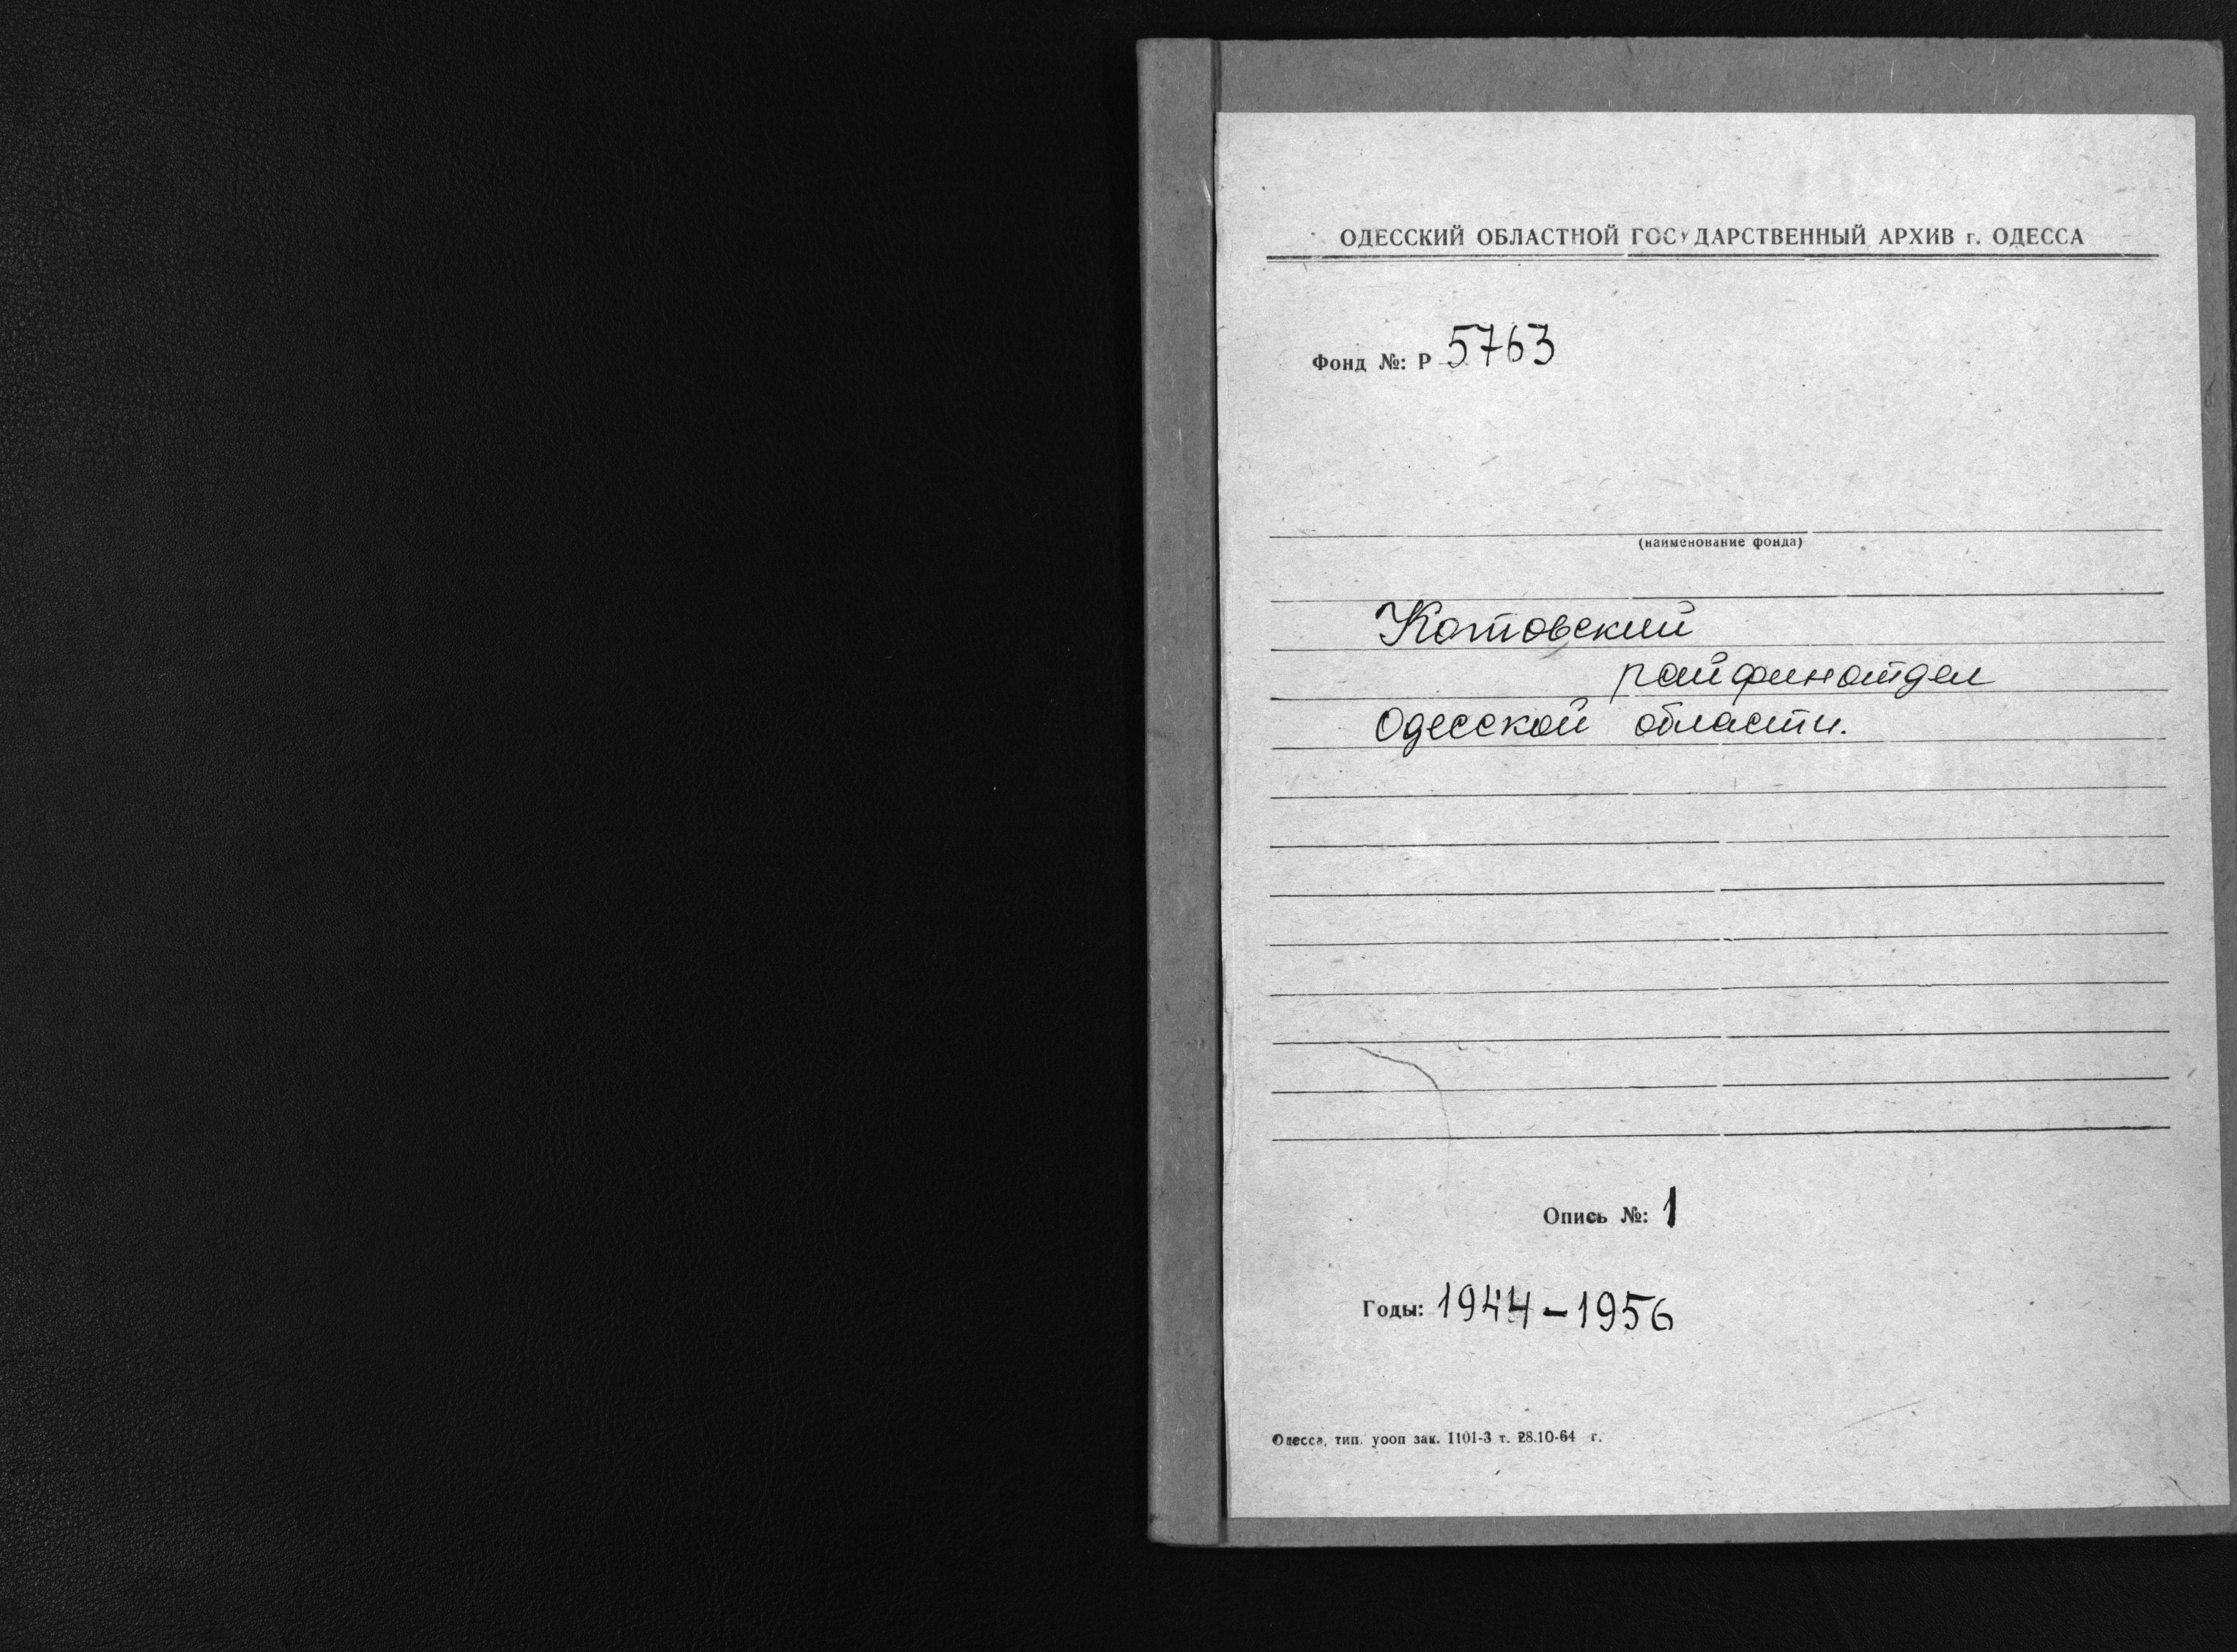 ОДЕССКИЙ ОБЛАСТНОЙ ГОСУДАРСТВЕННЫЙ АРХИВ г. ОДЕССА
Фонд №: Р 5763
(наименование фонда)
Котовский
райфинотдел
Одесской области.
Опись №: 1
Годы: 1944-1956
Одесса, тип. уооп зак. 1101-3 т. 28.10-64 г.